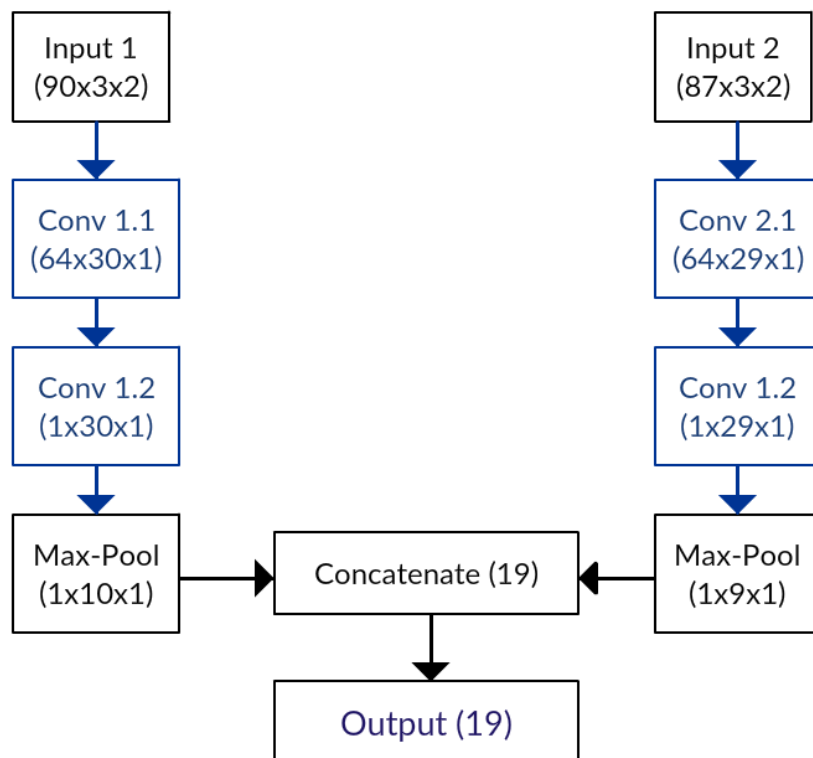 Input 1
(90x3x2)
Input 2
(87x3x2)
Conv 1.1
(64x30x1)
Conv 2.1
(64x29x1)
Conv 1.2
(1x30x1)
Conv 1.2
(1x29x1)
Max-Pool
(1x10x1)
Concatenate (19)
Max-Pool
(1x9x1)
Output (19)